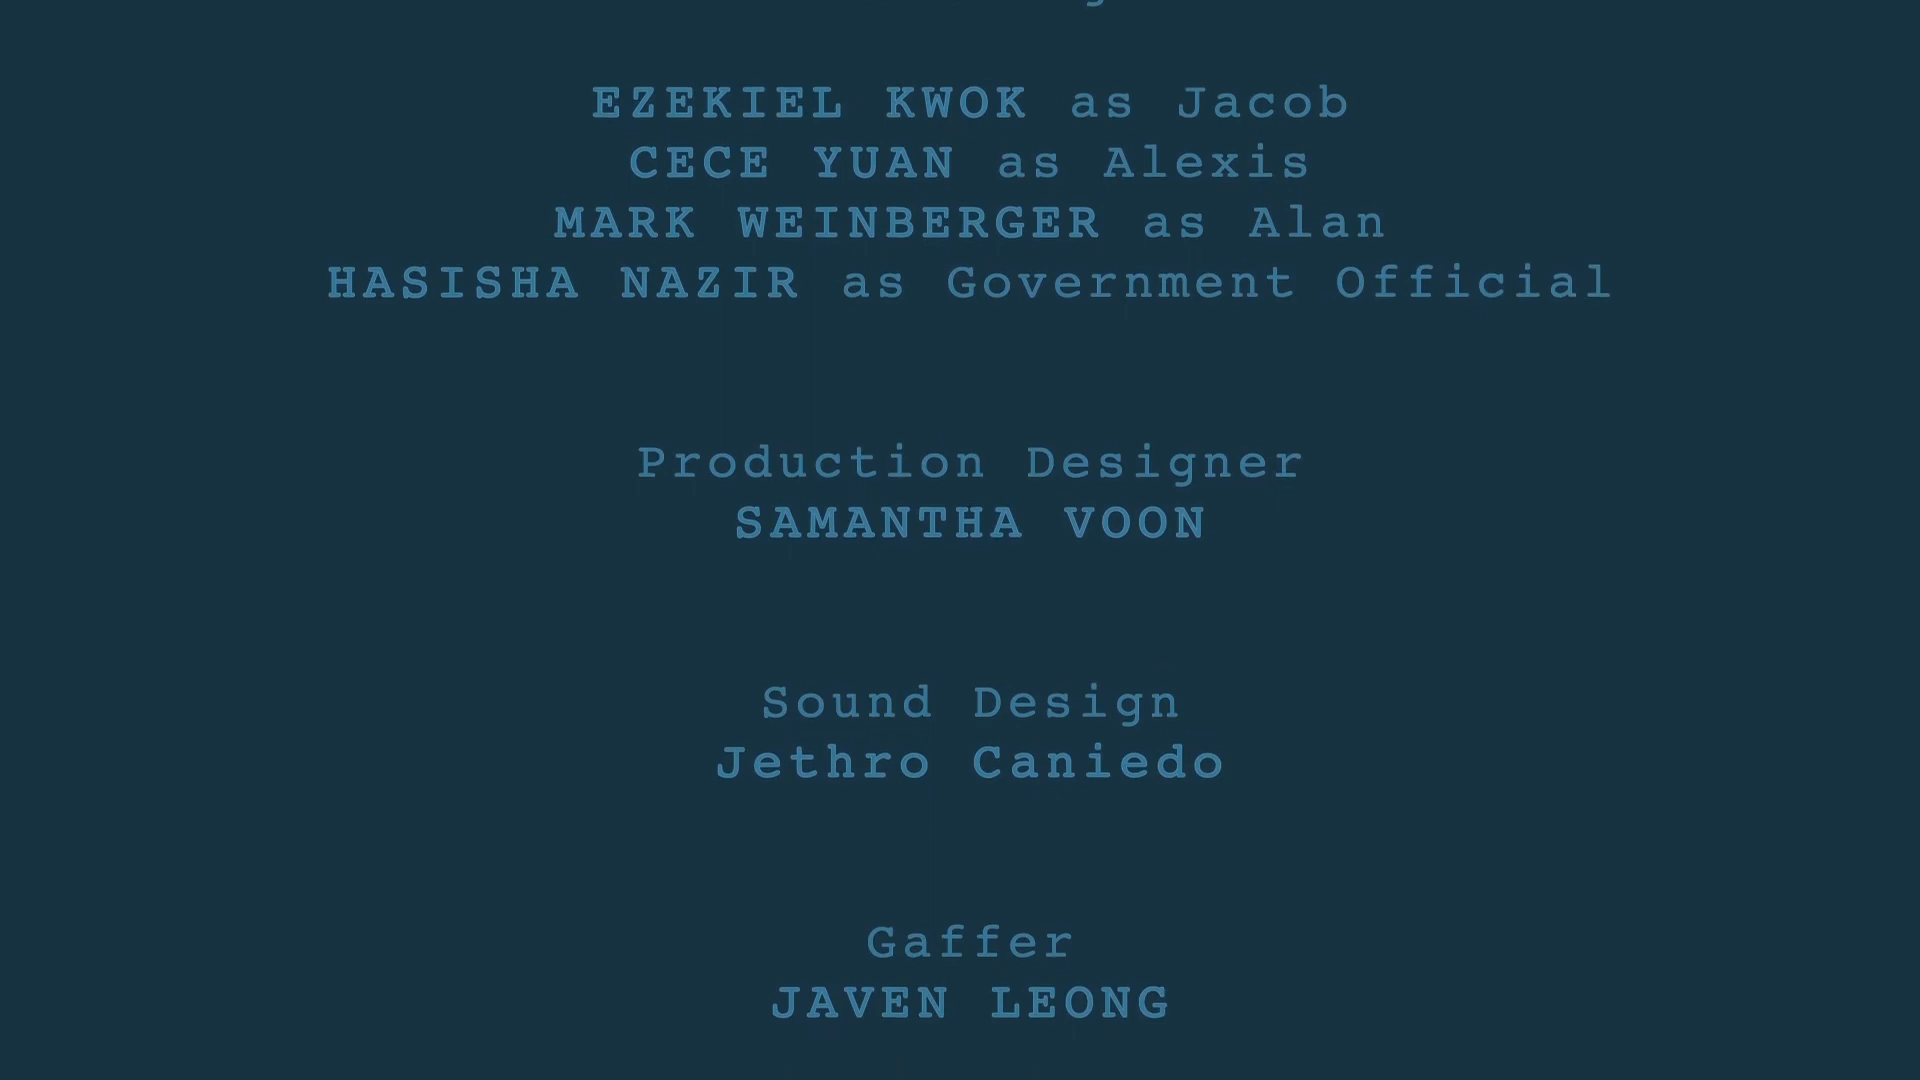 EZEKIEL KWOK as Jacob
CECE YUAN as Alexis
MARK WEINBERGER as Alan
HASISHA NAZIR as Government Official
Production Designer
SAMANTHA VOON
Sound Design
Jethro Caniedo
Gaffer
JAVEN LEONG